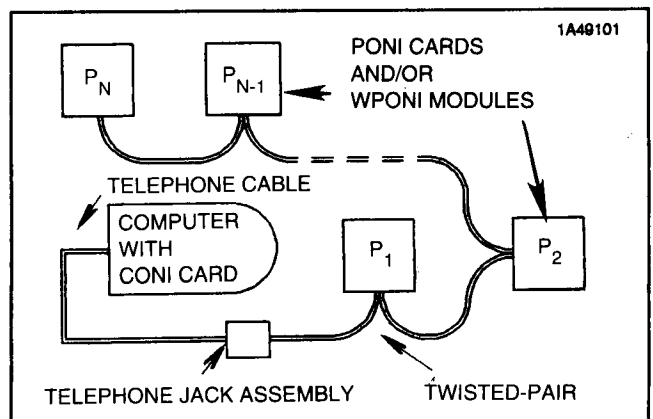 1A49101
PONI CARDS
AND/OR
WPONI MODULES
P_N
P_N-1
TELEPHONE CABLE
COMPUTER
WITH
CONI CARD
P_1
P_2
TELEPHONE JACK ASSEMBLY
TWISTED-PAIR